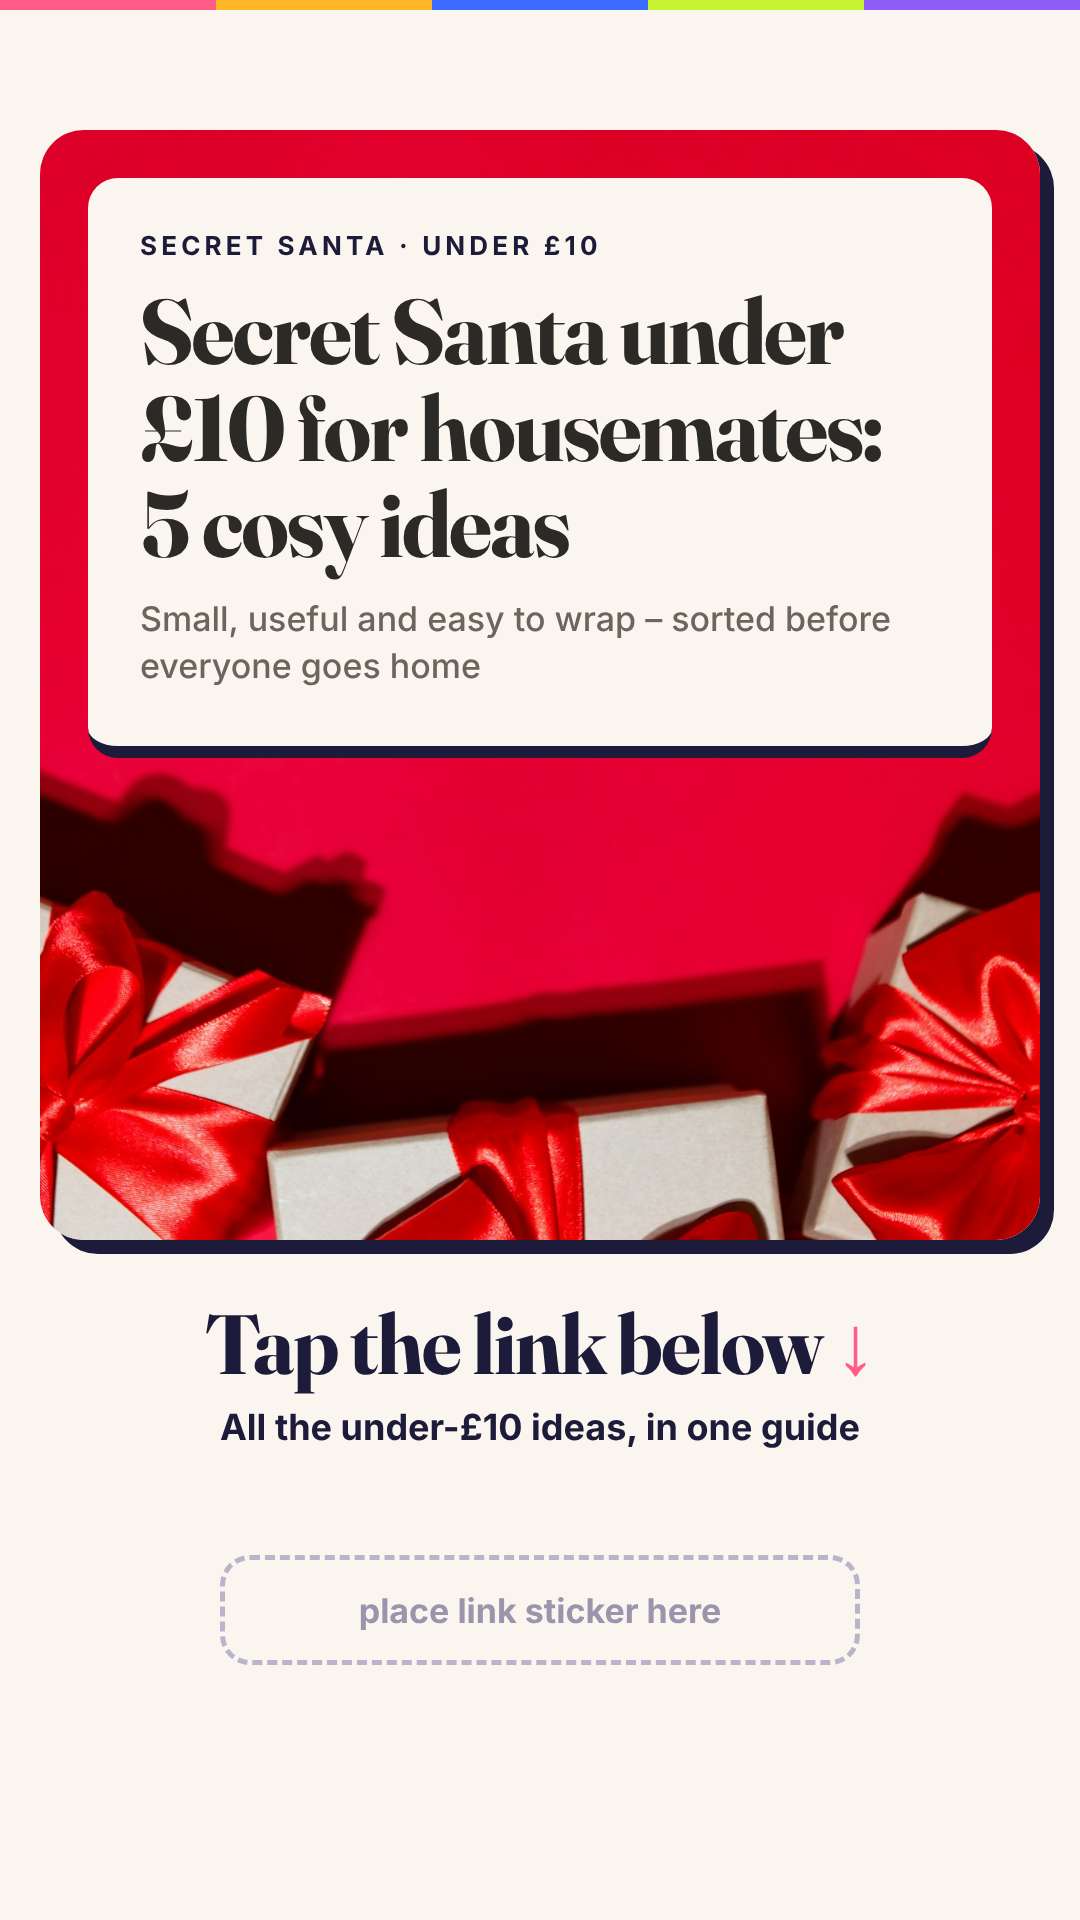 SECRET SANTA · UNDER £10
Secret Santa under
£10 for housemates:
5 cosy ideas
Small, useful and easy to wrap – sorted before
everyone goes home
Tap the link below ↓
All the under-£10 ideas, in one guide
place link sticker here